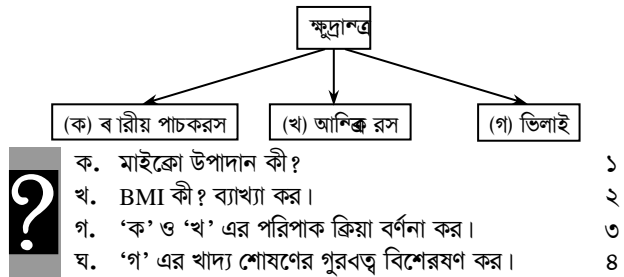 ক্ষুদ্রান্ত্র
(ক) ৰারীয় পাচকরস (খ) আন্ত্রিক রস (গ) ভিলাই
ক. মাইক্রো উপাদান কী? ১
খ. BMI কী? ব্যাখ্যা কর। ২
? গ. ‘ক’ ও ‘খ’ এর পরিপাক ক্রিয়া বর্ণনা কর। ৩
ঘ. ‘গ’ এর খাদ্য শোষণের গুরবত্ব বিশেরষণ কর। ৪